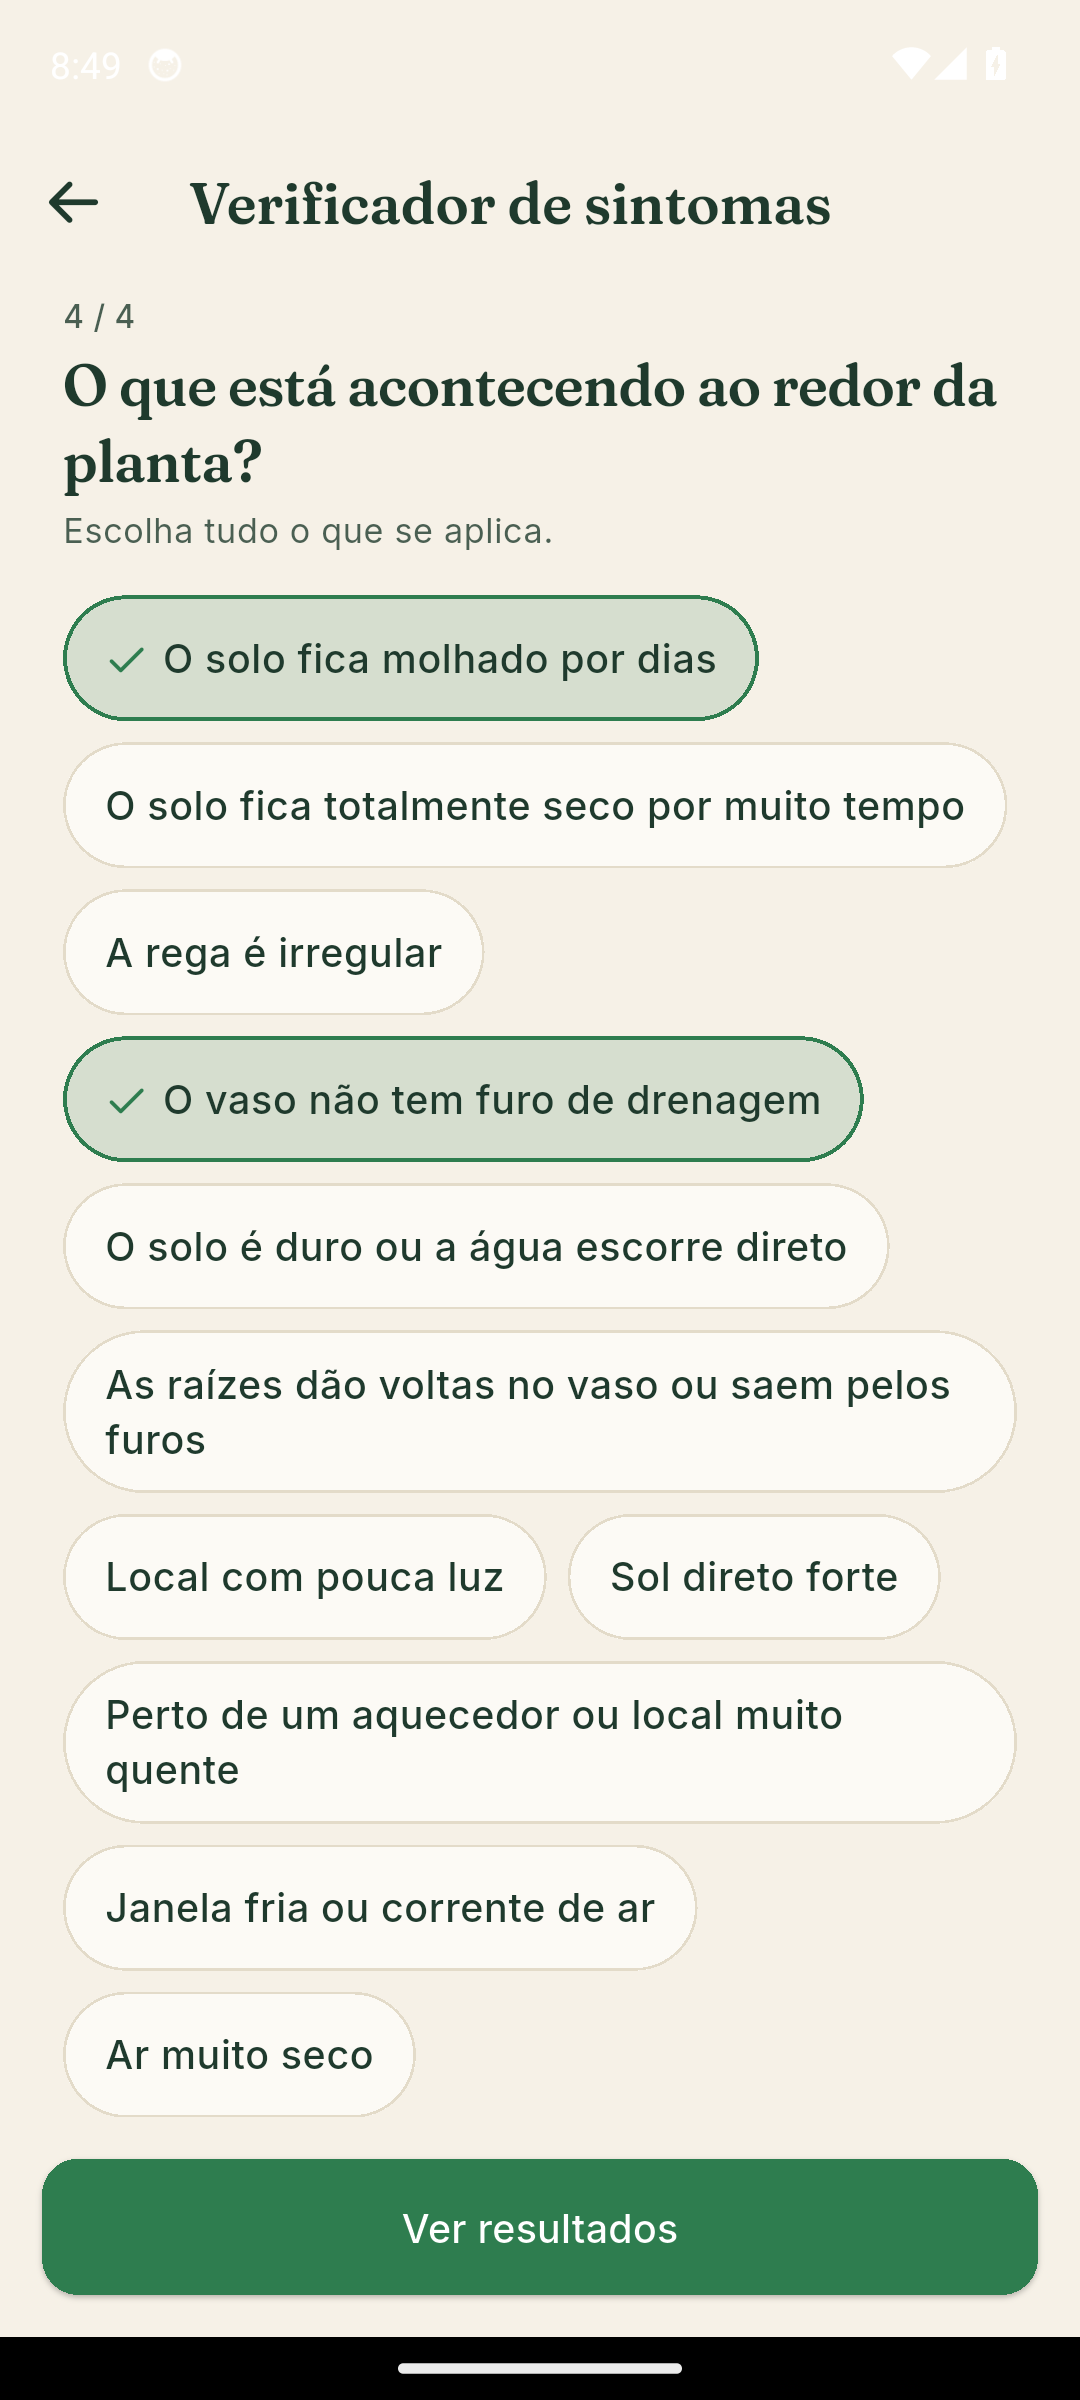 8:49
Verificador de sintomas
4 / 4
O que está acontecendo ao redor da
planta?
Escolha tudo o que se aplica.
O solo fica molhado por dias
O solo fica totalmente seco por muito tempo
A rega é irregular
O vaso não tem furo de drenagem
O solo é duro ou a água escorre direto
As raízes dão voltas no vaso ou saem pelos
furos
Local com pouca luz
Sol direto forte
Perto de um aquecedor ou local muito
quente
Janela fria ou corrente de ar
Ar muito seco
Ver resultados